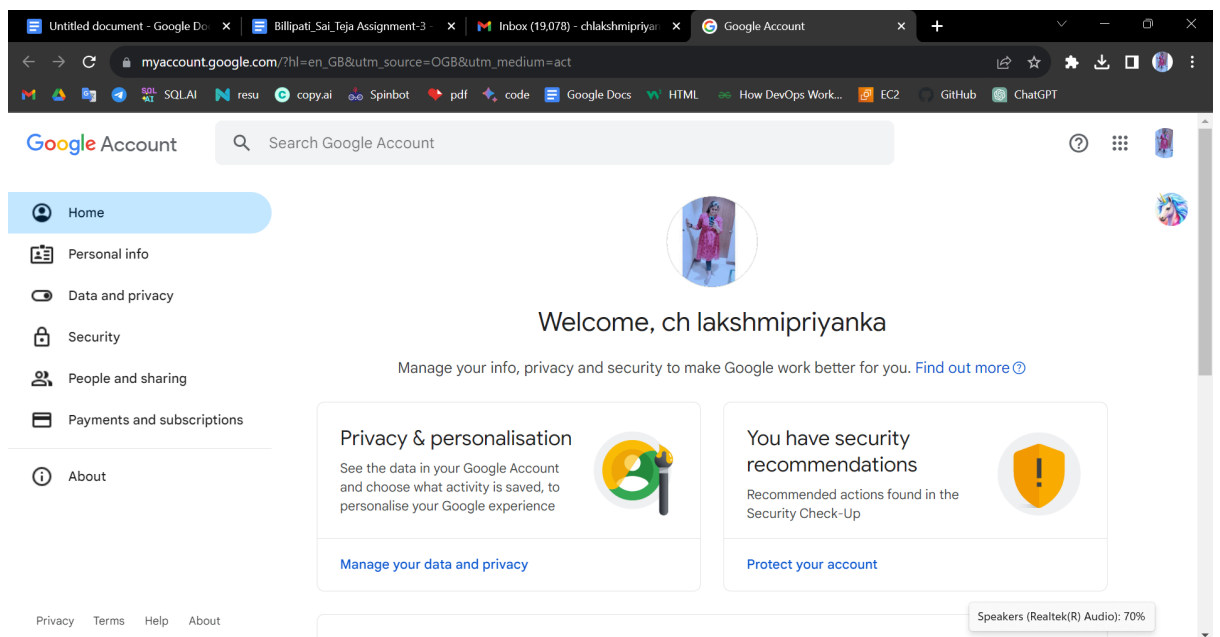 Untitled document - Google Do
Billipati_Sai_Teja Assignment-3 -
Inbox (19,078) - chlakshmipriyan
Google Account
myaccount.google.com/?hl=en_GB&utm_source=OGB&utm_medium=act
SQL AI SQL.AI resu copy.ai Spinbot pdf code Google Docs HTML How DevOps Work... EC2 GitHub ChatGPT
Google Account
Search Google Account
Home
Personal info
Data and privacy
Security
People and sharing
Payments and subscriptions
About
Welcome, ch lakshmipriyanka
Manage your info, privacy and security to make Google work better for you. Find out more
Privacy & personalisation
See the data in your Google Account
and choose what activity is saved, to
personalise your Google experience
Manage your data and privacy
You have security
recommendations
Recommended actions found in the
Security Check-Up
Protect your account
Privacy Terms Help About
Speakers (Realtek(R) Audio): 70%